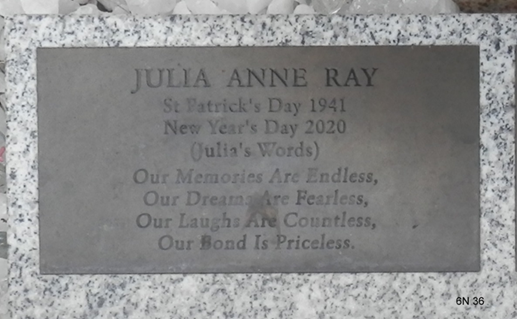 JULIA ANNE RAY
St Patrick's Day 1941
New Year's Day 2020
(Julia's Words)
Our Memories Are Endless,
Our Dreams Are Fearless,
Our Laughs Are Countless,
Our Bond Is Priceless.
6N 36